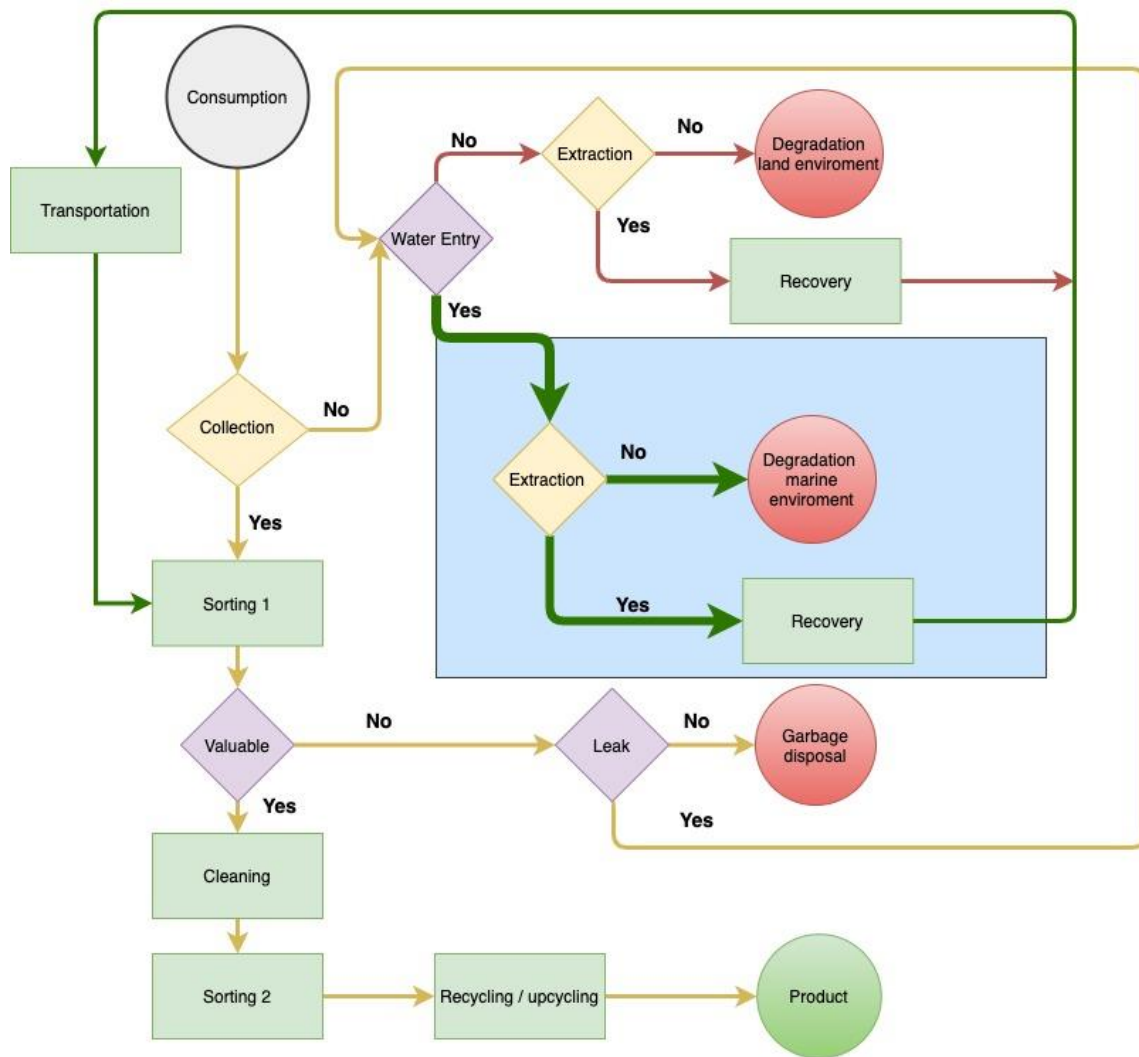 Consumption
No
Extraction
No
Degradation
land enviroment
Transportation
Water Entry
Yes
Recovery
Yes
No
Collection
Extraction
No
Degradation
marine
enviroment
Yes
Sorting 1
Yes
Recovery
Valuable
No
Leak
No
Garbage
disposal
Yes
Yes
Cleaning
Sorting 2
Recycling / upcycling
Product